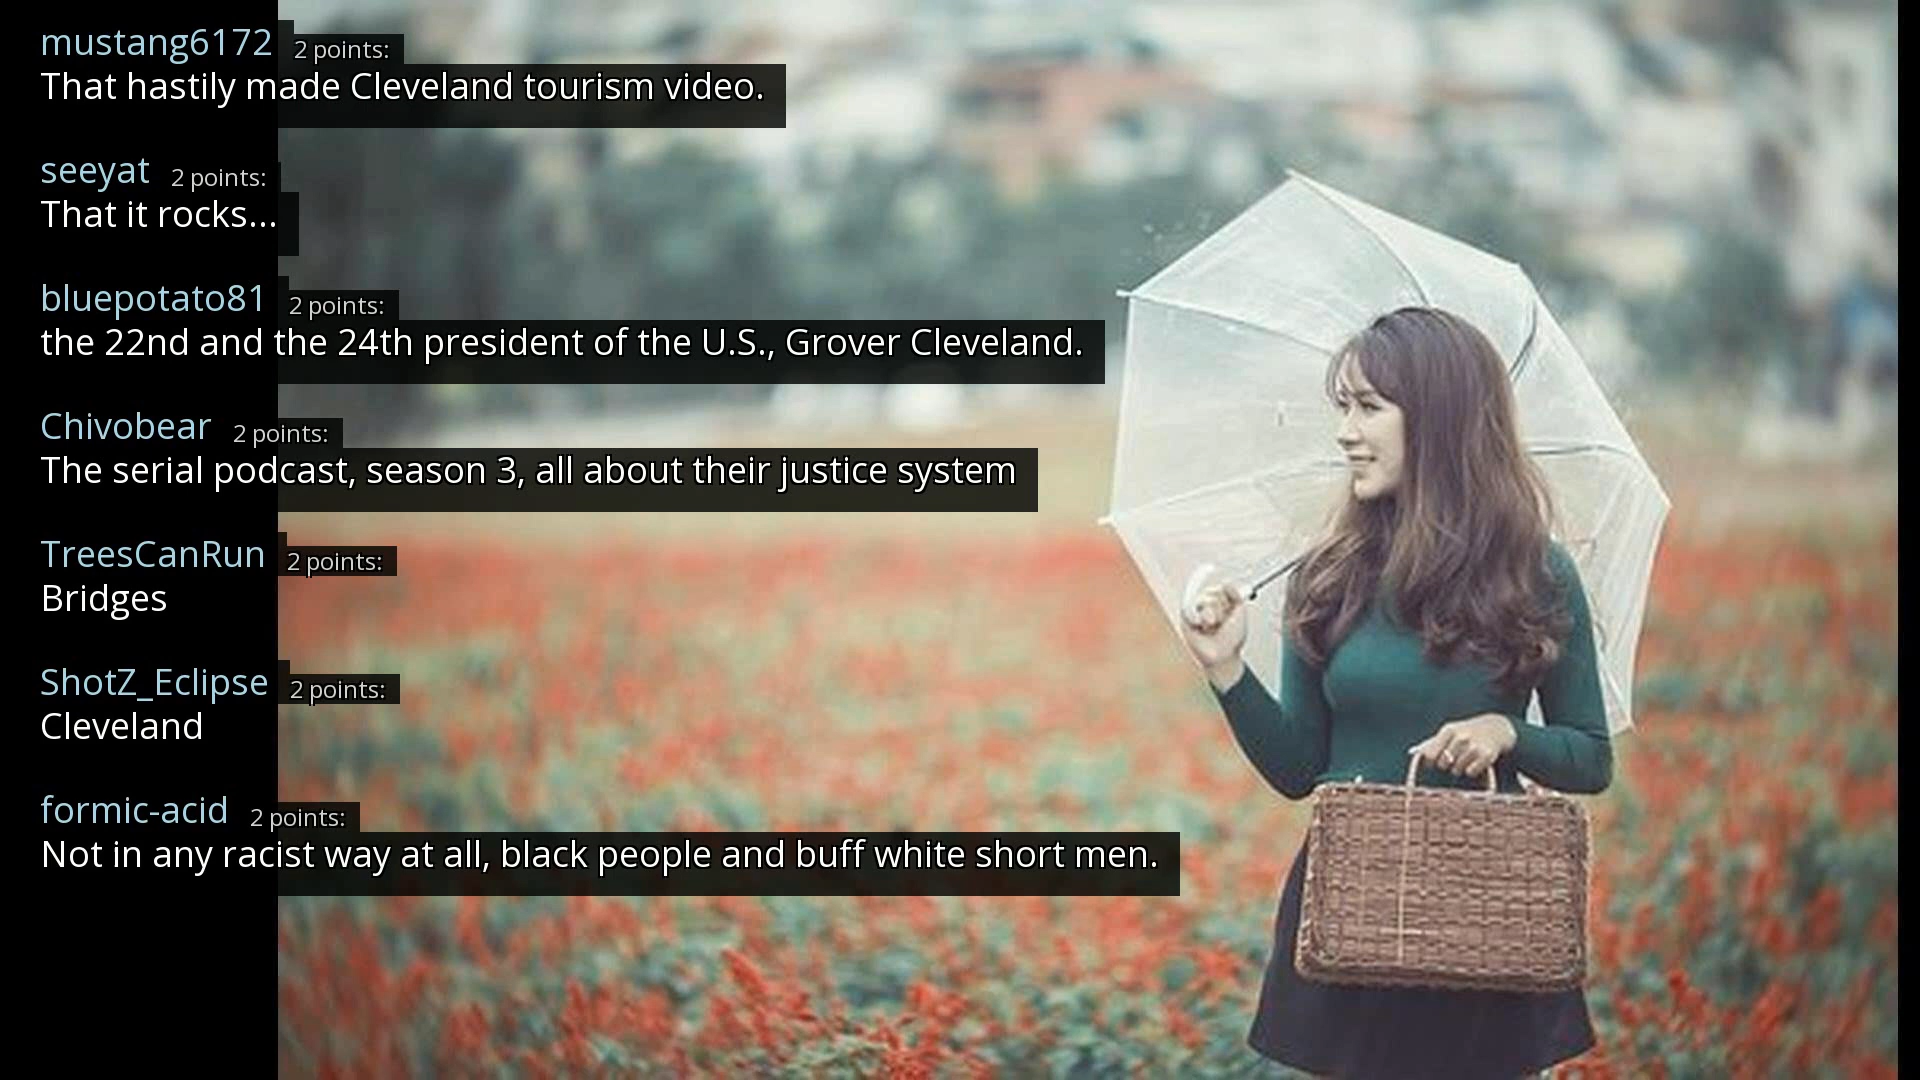 mustang6172 2 points:
That hastily made Cleveland tourism video.
seeyat 2 points:
That it rocks...
bluepotato81 2 points:
the 22nd and the 24th president of the U.S., Grover Cleveland.
Chivobear 2 points:
The serial podcast, season 3, all about their justice system
TreesCanRun 2 points:
Bridges
ShotZ_Eclipse 2 points:
Cleveland
formic-acid 2 points:
Not in any racist way at all, black people and buff white short men.